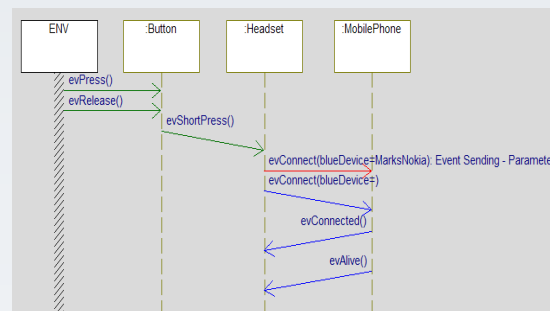 ENV
:Button
:Headset
:MobilePhone
evPress()
evRelease()
evShortPress()
evConnect(blueDevice=MarksNokia): Event Sending - Paramete
evConnect(blueDevice=)
evConnected()
evAlive()